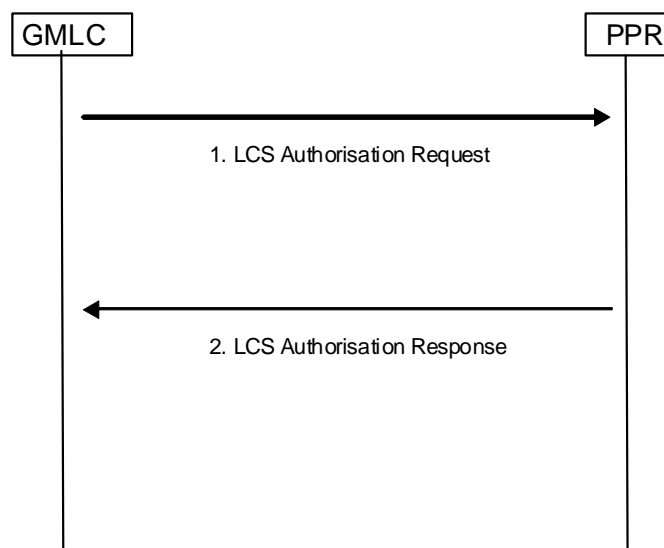 GMLC PPR
1. LCS Authorisation Request
2. LCS Authorisation Response